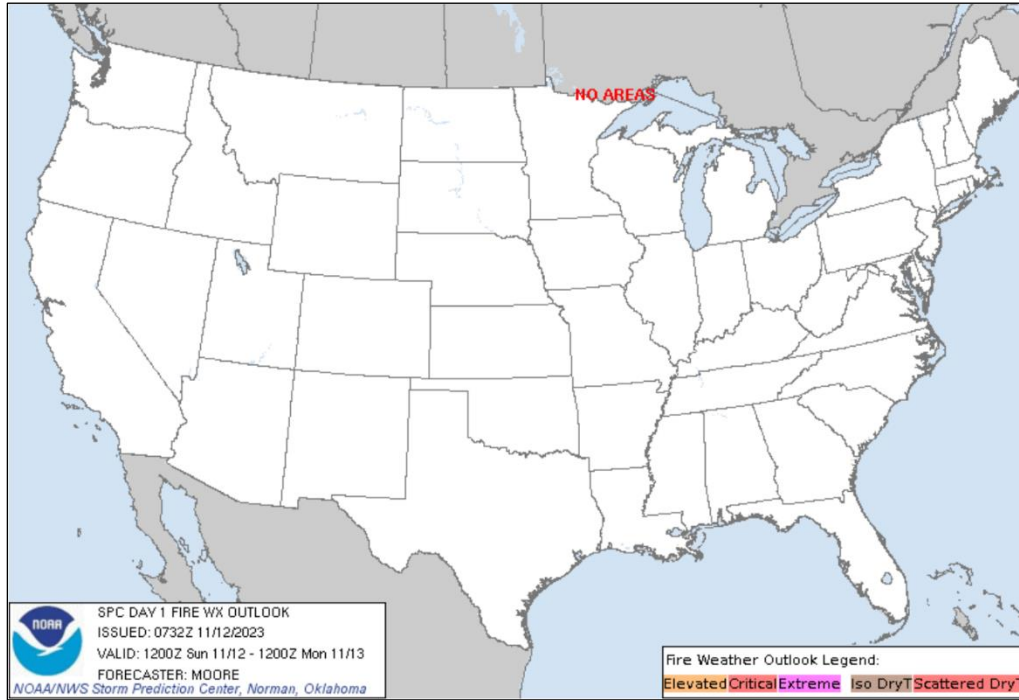 NO AREAS
NOAA
SPC DAY 1 FIRE WX OUTLOOK
ISSUED: 0732Z 11/12/2023
VALID: 1200Z Sun 11/12 - 1200Z Mon 11/13
FORECASTER: MOORE
NOAA/NWS Storm Prediction Center, Norman, Oklahoma
Fire Weather Outlook Legend:
Elevated Critical Extreme Iso DryT Scattered DryT